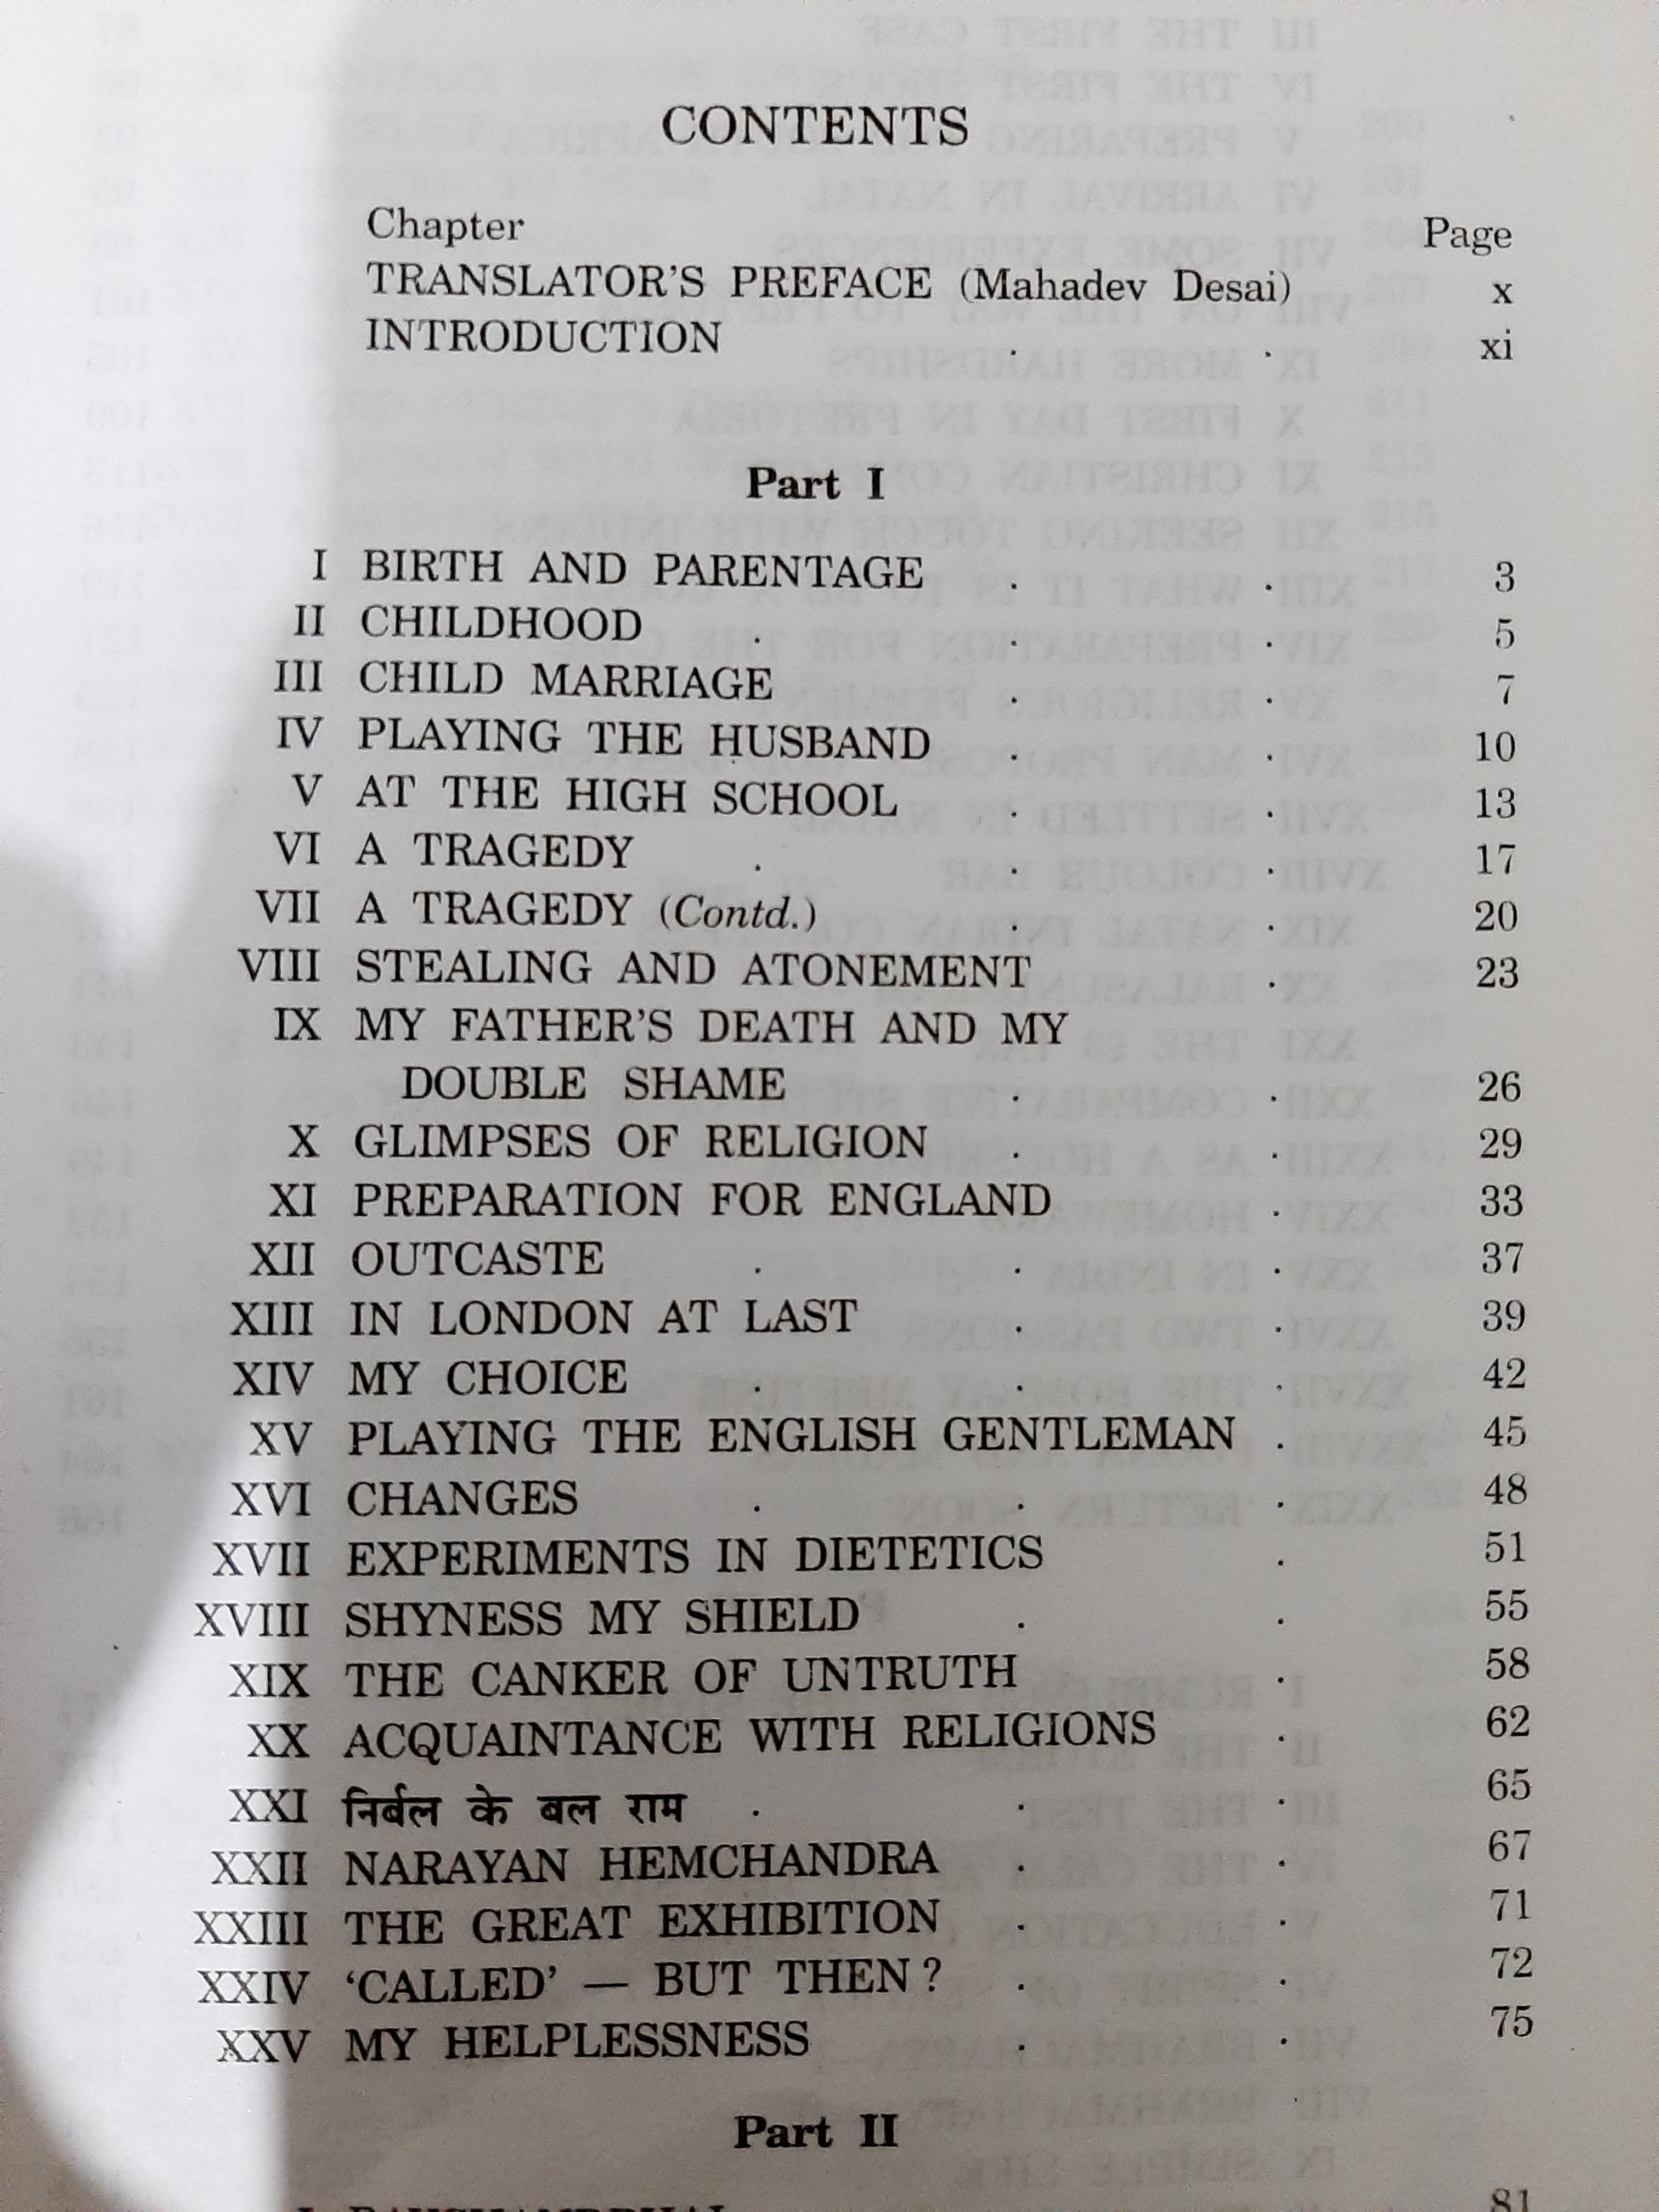 CONTENTS
Chapter Page
TRANSLATOR'S PREFACE (Mahadev Desai) x
INTRODUCTION . . xi
Part I
I BIRTH AND PARENTAGE . . 3
II CHILDHOOD . . . 5
III CHILD MARRIAGE . . 7
IV PLAYING THE HUSBAND . . 10
V AT THE HIGH SCHOOL . . 13
VI A TRAGEDY . . . 17
VII A TRAGEDY (Contd.) . . 20
VIII STEALING AND ATONEMENT . 23
IX MY FATHER'S DEATH AND MY
DOUBLE SHAME . . 26
X GLIMPSES OF RELIGION . . 29
XI PREPARATION FOR ENGLAND . 33
XII OUTCASTE . . . 37
XIII IN LONDON AT LAST . . 39
XIV MY CHOICE . . . 42
XV PLAYING THE ENGLISH GENTLEMAN . 45
XVI CHANGES . . . 48
XVII EXPERIMENTS IN DIETETICS . 51
XVIII SHYNESS MY SHIELD . . 55
XIX THE CANKER OF UNTRUTH . 58
XX ACQUAINTANCE WITH RELIGIONS . 62
XXI निर्बल के बल राम . . . 65
XXII NARAYAN HEMCHANDRA . . 67
XXIII THE GREAT EXHIBITION . . 71
XXIV ‘CALLED’ — BUT THEN? . . 72
XXV MY HELPLESSNESS . . 75
Part II
81